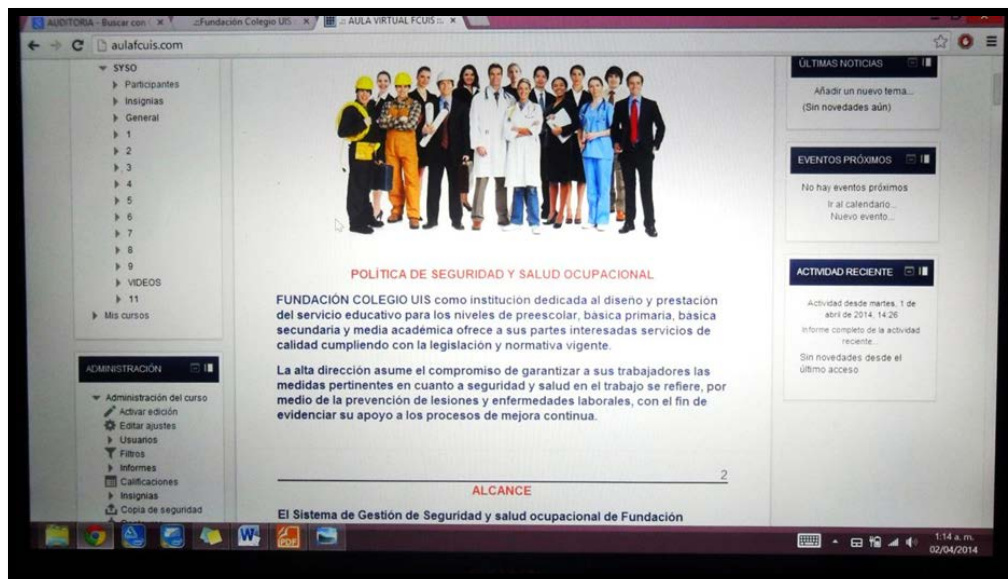 AUDITORIA - Buscar con
.::Fundación Colegio UIS
.:: AULA VIRTUAL FCUIS ::.
aulafcuis.com
SYSO
Participantes
Insignias
General
1
2
3
4
5
6
7
8
9
VIDEOS
11
Mis cursos
ADMINISTRACIÓN
Administración del curso
Activar edición
Editar ajustes
Usuarios
Filtros
Informes
Calificaciones
Insignias
Copia de seguridad
POLÍTICA DE SEGURIDAD Y SALUD OCUPACIONAL
FUNDACIÓN COLEGIO UIS como institución dedicada al diseño y prestación
del servicio educativo para los niveles de preescolar, básica primaria, básica
secundaria y media académica ofrece a sus partes interesadas servicios de
calidad cumpliendo con la legislación y normativa vigente.
La alta dirección asume el compromiso de garantizar a sus trabajadores las
medidas pertinentes en cuanto a seguridad y salud en el trabajo se refiere, por
medio de la prevención de lesiones y enfermedades laborales, con el fin de
evidenciar su apoyo a los procesos de mejora continua.
2
ALCANCE
El Sistema de Gestión de Seguridad y salud ocupacional de Fundación
ÚLTIMAS NOTICIAS
Añadir un nuevo tema...
(Sin novedades aún)
EVENTOS PRÓXIMOS
No hay eventos próximos
Ir al calendario...
Nuevo evento...
ACTIVIDAD RECIENTE
Actividad desde martes, 1 de
abril de 2014, 14:26
Informe completo de la actividad
reciente...
Sin novedades desde el
último acceso
W
PDF
1:14 a. m.
02/04/2014